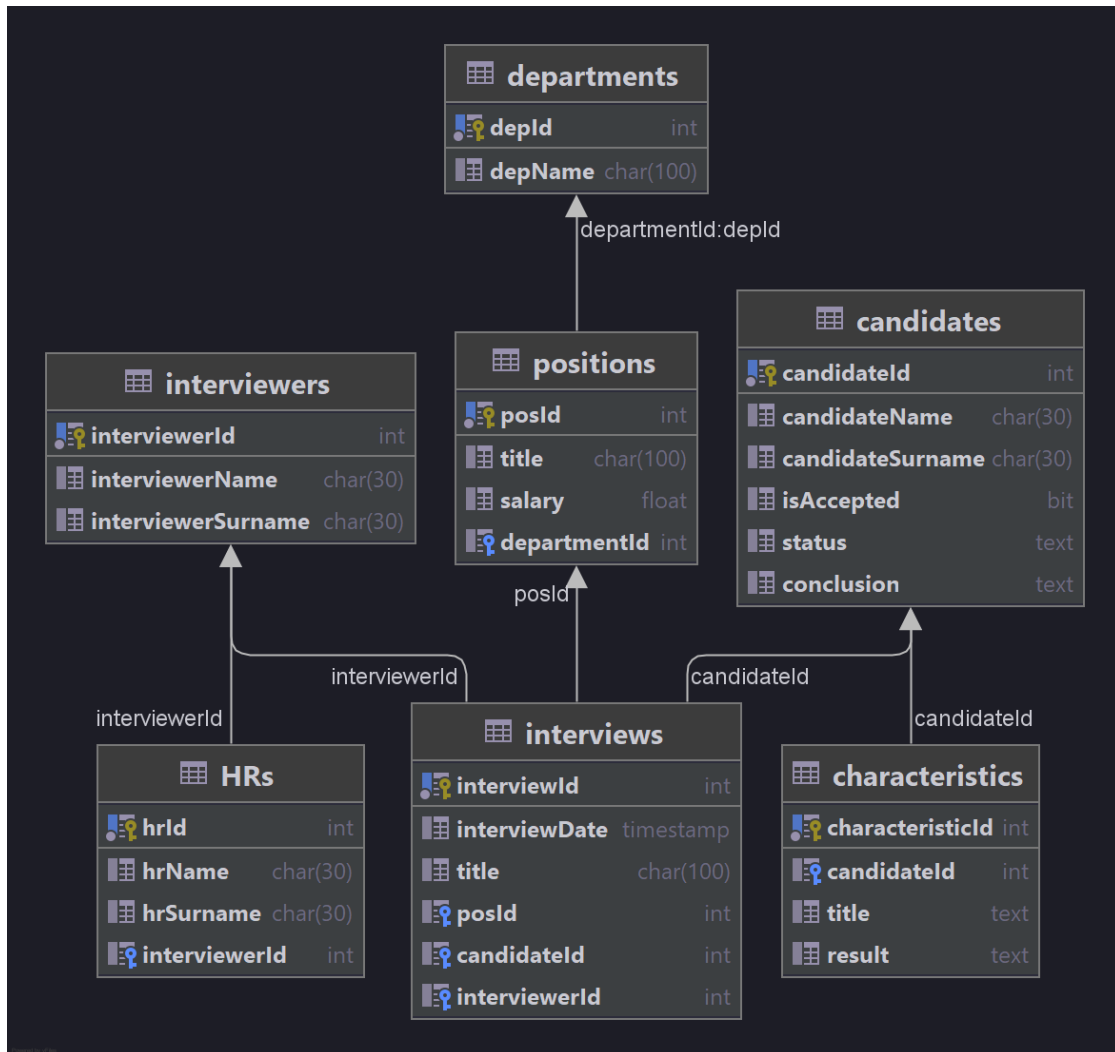 departments
depId int
depName char(100)
departmentId:depId
interviewers
interviewerId int
interviewerName char(30)
interviewerSurname char(30)
positions
posId int
title char(100)
salary float
departmentId int
candidates
candidateId int
candidateName char(30)
candidateSurname char(30)
isAccepted bit
status text
conclusion text
posId
interviewerId
candidateId
interviewerId
candidateId
HRs
hrId int
hrName char(30)
hrSurname char(30)
interviewerId int
interviews
interviewId int
interviewDate timestamp
title char(100)
posId int
candidateId int
interviewerId int
characteristics
characteristicId int
candidateId int
title text
result text